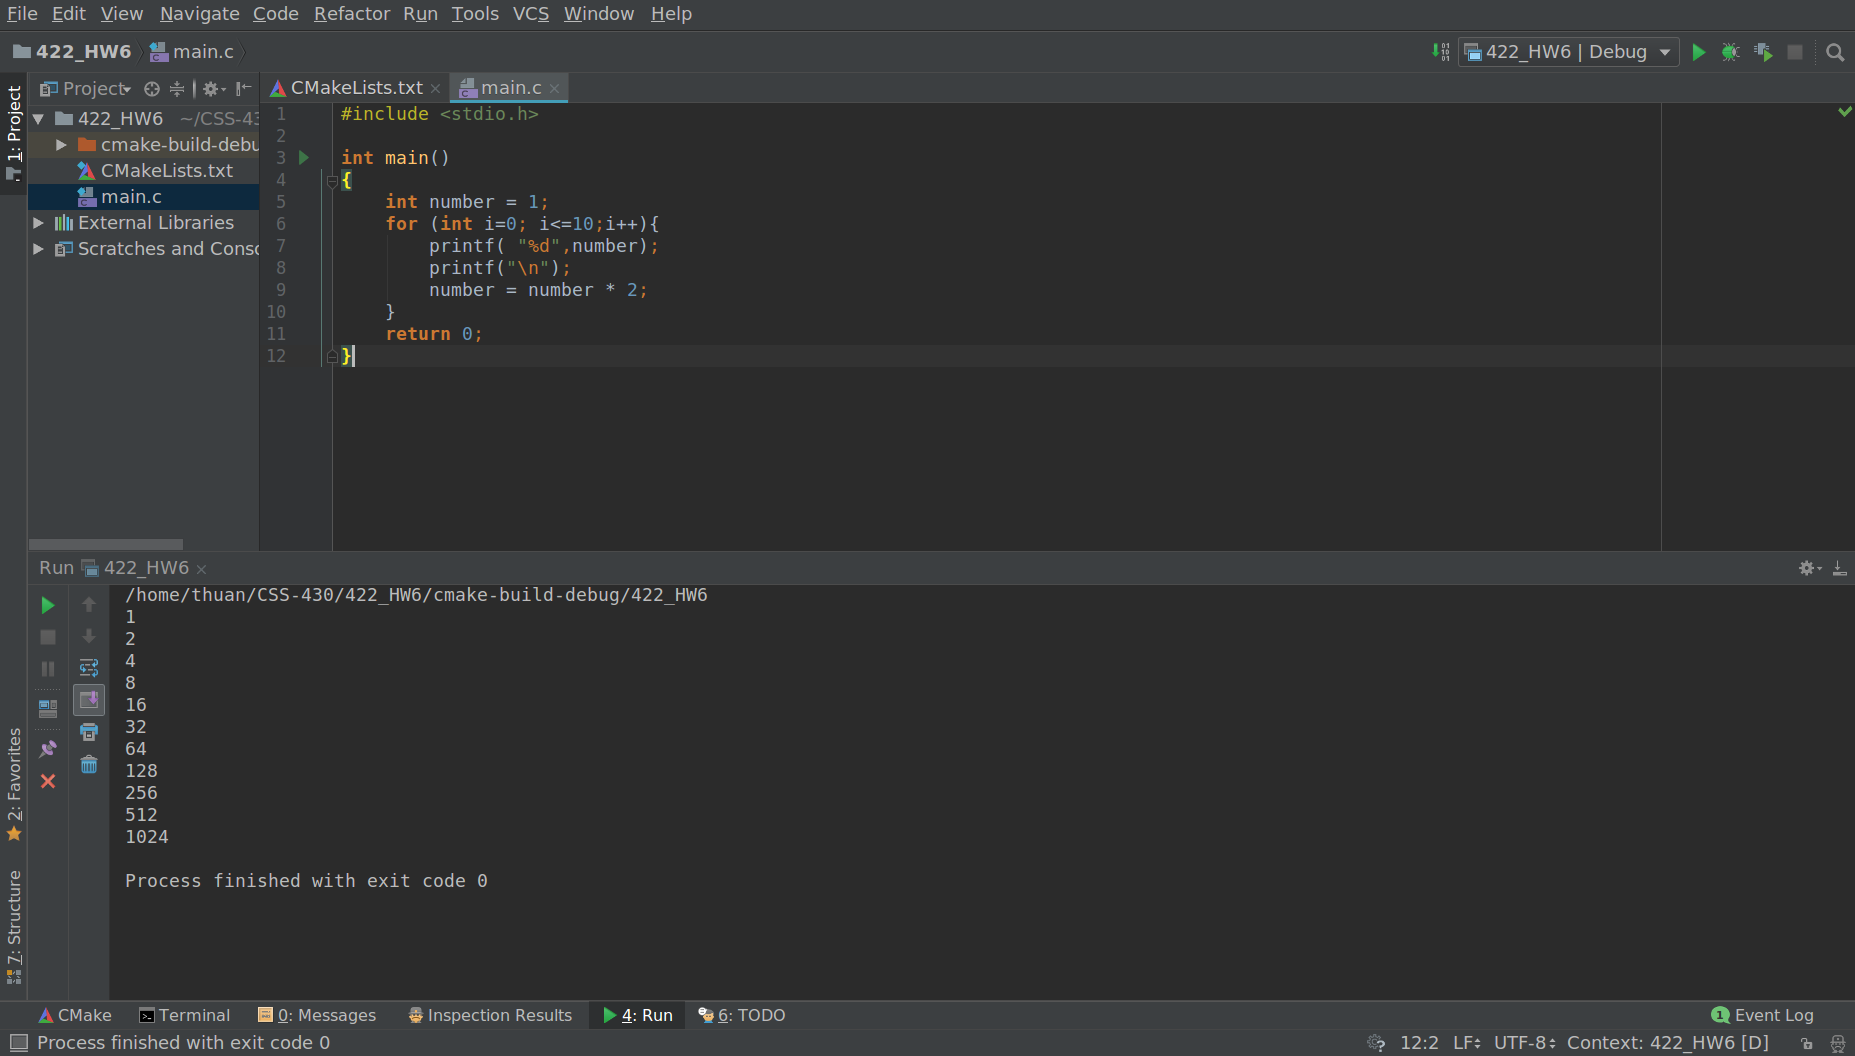 File Edit View Navigate Code Refactor Run Tools VCS Window Help
422_HW6 main.c
422_HW6 | Debug
1: Project
Project
422_HW6 ~/CSS-43
cmake-build-debu
CMakeLists.txt
main.c
External Libraries
Scratches and Conso
CMakeLists.txt
main.c
1 #include <stdio.h>
2
3 int main()
4 {
5 int number = 1;
6 for (int i=0; i<=10;i++){
7 printf( "%d",number);
8 printf("\n");
9 number = number * 2;
10 }
11 return 0;
12 }
Run 422_HW6
/home/thuan/CSS-430/422_HW6/cmake-build-debug/422_HW6
1
2
4
8
16
32
64
128
256
512
1024
Process finished with exit code 0
2: Favorites
7: Structure
CMake Terminal 0: Messages Inspection Results 4: Run 6: TODO
1 Event Log
Process finished with exit code 0
12:2 LF UTF-8 Context: 422_HW6 [D]